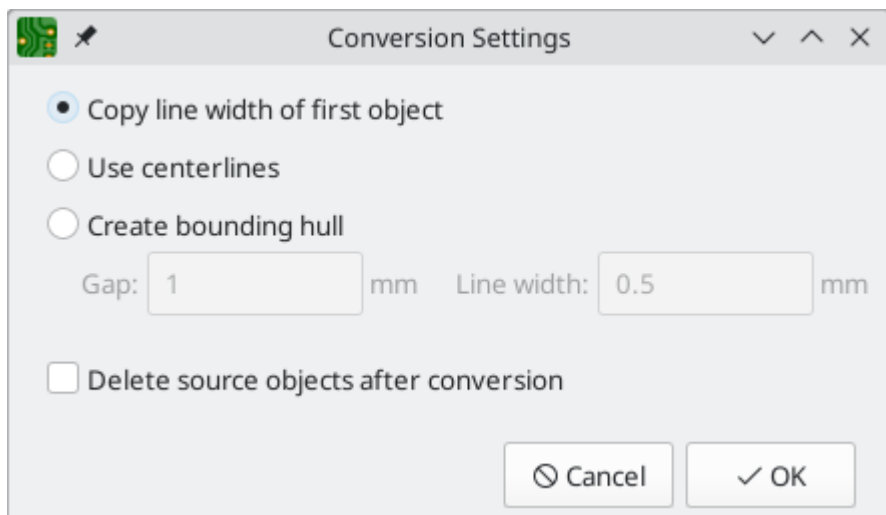 Conversion Settings
Copy line width of first object
Use centerlines
Create bounding hull
Gap: 1 mm Line width: 0.5 mm
Delete source objects after conversion
Cancel OK